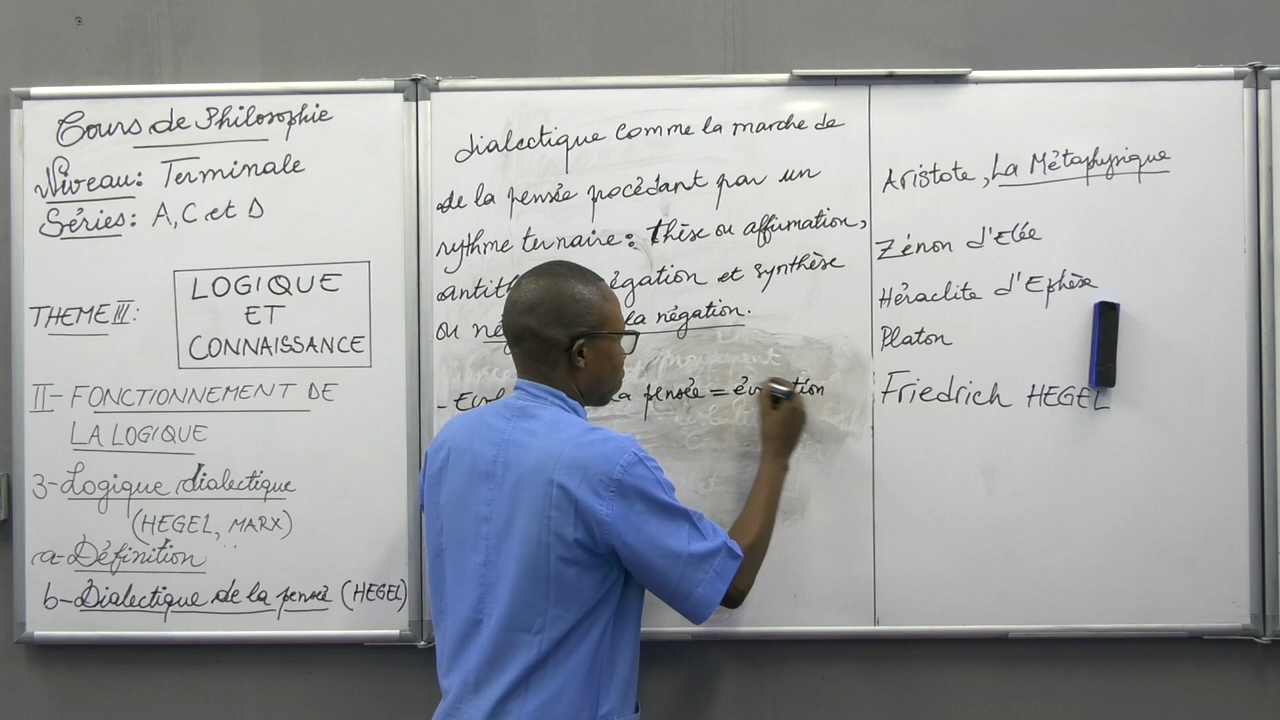 Cours de Philosophie
Niveau: Terminale
Séries: A, C et D
THEME III:
LOGIQUE
ET
CONNAISSANCE
II- FONCTIONNEMENT DE
LA LOGIQUE
3- Logique dialectique
(HEGEL, MARX)
a- Définition
b- Dialectique de la pensée (HEGEL)
dialectique comme la marche de
de la pensée procédant par un
rythme ternaire: thèse ou affirmation,
et synthèse
ou la négation.
pensée =
Aristote, La Métaphysique
Zénon d'Elée
Héraclite d'Ephèse
Platon
Friedrich HEGEL